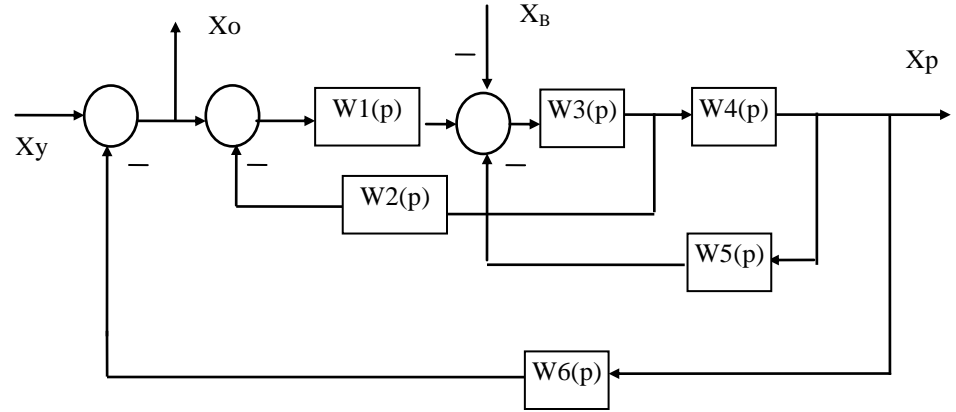 Xo
X_B
Xp
Xy
W1(p)
W3(p)
W4(p)
W2(p)
W5(p)
W6(p)